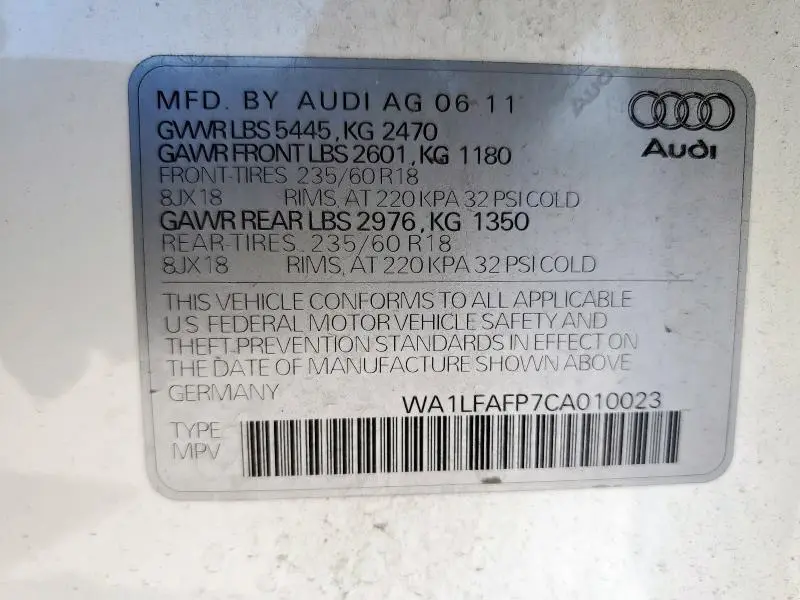 MFD. BY AUDI AG 06 11
GVWR LBS 5445, KG 2470
GAWR FRONT LBS 2601, KG 1180
FRONT-TIRES 235/60 R18
8JX18 RIMS, AT 220 KPA 32 PSI COLD
GAWR REAR LBS 2976, KG 1350
REAR-TIRES 235/60 R18
8JX18 RIMS, AT 220 KPA 32 PSI COLD
Audi
THIS VEHICLE CONFORMS TO ALL APPLICABLE
U.S. FEDERAL MOTOR VEHICLE SAFETY AND
THEFT-PREVENTION STANDARDS IN EFFECT ON
THE DATE OF MANUFACTURE SHOWN ABOVE
GERMANY
WA1LFAFP7CA010023
TYPE
MPV